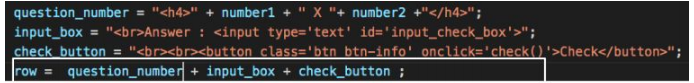 question_number = "<h4>" + number1 + " X "+ number2 +"</h4>";
input_box = "<br>Answer : <input type='text' id='input_check_box'>";
check_button = "<br><br><button class='btn btn-info' onclick='check()'>Check</button>";
row =  question_number + input_box + check_button ;